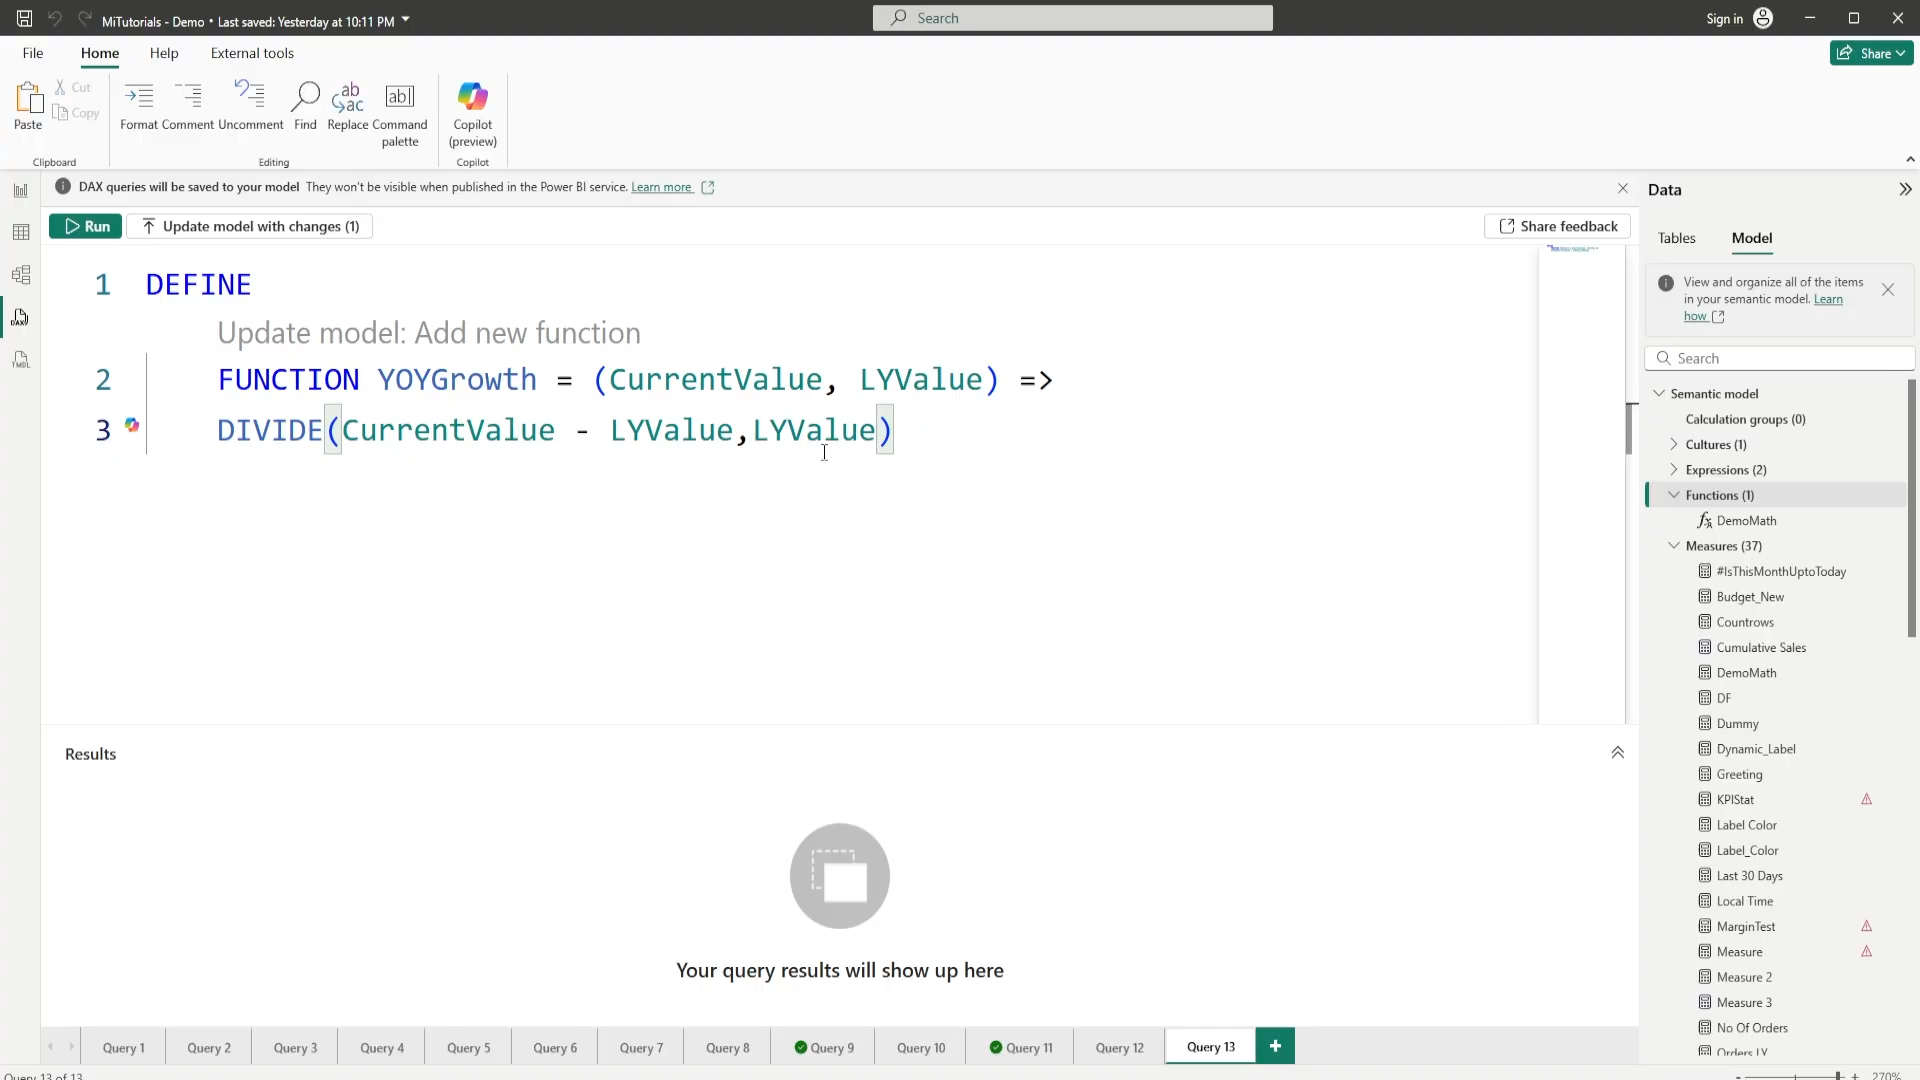 MiTutorials - Demo • Last saved: Yesterday at 10:11 PM
Search
Sign in
File
Home
Help
External tools
Share
Paste
Cut
Copy
Clipboard
Format
Comment
Uncomment
Find
Replace
Command palette
Editing
Copilot (preview)
Copilot
DAX queries will be saved to your model They won't be visible when published in the Power BI service. Learn more
Run
Update model with changes (1)
Share feedback
1 DEFINE
Update model: Add new function
2 FUNCTION YOYGrowth = (CurrentValue, LYValue) =>
3 DIVIDE(CurrentValue - LYValue,LYValue)
Results
Your query results will show up here
Query 1
Query 2
Query 3
Query 4
Query 5
Query 6
Query 7
Query 8
Query 9
Query 10
Query 11
Query 12
Query 13
Query 13 of 13
270%
DAX
TMDL
Data
Tables
Model
View and organize all of the items
in your semantic model. Learn
how
Search
Semantic model
Calculation groups (0)
Cultures (1)
Expressions (2)
Functions (1)
DemoMath
Measures (37)
#IsThisMonthUptoToday
Budget_New
Countrows
Cumulative Sales
DemoMath
DF
Dummy
Dynamic_Label
Greeting
KPIStat
Label Color
Label_Color
Last 30 Days
Local Time
MarginTest
Measure
Measure 2
Measure 3
No Of Orders
Orders LY